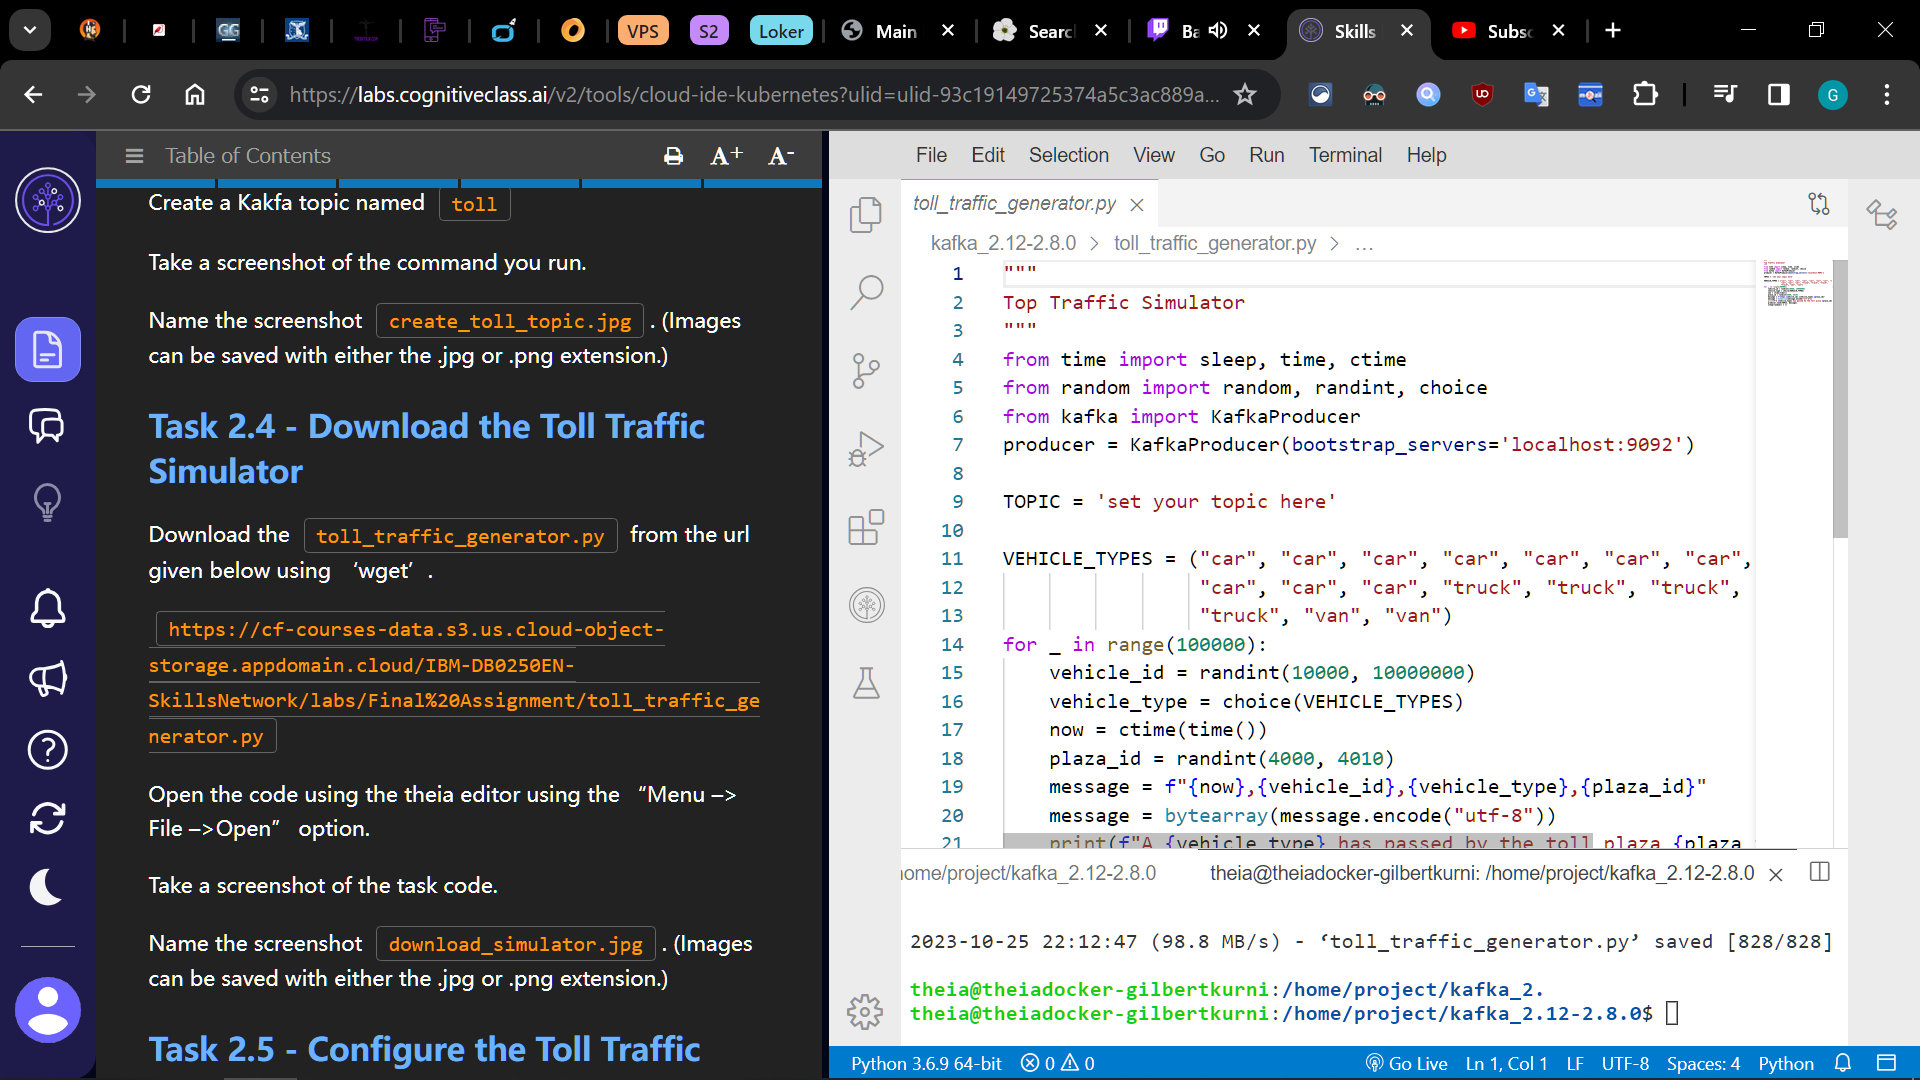 VPS
S2
Loker
Main
Searc
Ba
Skills
Subsc
https://labs.cognitiveclass.ai/v2/tools/cloud-ide-kubernetes?ulid=ulid-93c19149725374a5c3ac889a...
G
Table of Contents
A+
A-
Create a Kakfa topic named toll
Take a screenshot of the command you run.
Name the screenshot create_toll_topic.jpg . (Images
can be saved with either the .jpg or .png extension.)
Task 2.4 - Download the Toll Traffic
Simulator
Download the toll_traffic_generator.py from the url
given below using ‘wget’ .
https://cf-courses-data.s3.us.cloud-object-
storage.appdomain.cloud/IBM-DB0250EN-
SkillsNetwork/labs/Final%20Assignment/toll_traffic_ge
nerator.py
Open the code using the theia editor using the “Menu –>
File –>Open” option.
Take a screenshot of the task code.
Name the screenshot download_simulator.jpg . (Images
can be saved with either the .jpg or .png extension.)
Task 2.5 - Configure the Toll Traffic
File Edit Selection View Go Run Terminal Help
toll_traffic_generator.py
kafka_2.12-2.8.0 > toll_traffic_generator.py > ...
1 """
2 Top Traffic Simulator
3 """
4 from time import sleep, time, ctime
5 from random import random, randint, choice
6 from kafka import KafkaProducer
7 producer = KafkaProducer(bootstrap_servers='localhost:9092')
8
9 TOPIC = 'set your topic here'
10
11 VEHICLE_TYPES = ("car", "car", "car", "car", "car", "car", "car",
12 "car", "car", "car", "truck", "truck", "truck",
13 "truck", "van", "van")
14 for _ in range(100000):
15 vehicle_id = randint(10000, 10000000)
16 vehicle_type = choice(VEHICLE_TYPES)
17 now = ctime(time())
18 plaza_id = randint(4000, 4010)
19 message = f"{now},{vehicle_id},{vehicle_type},{plaza_id}"
20 message = bytearray(message.encode("utf-8"))
21 print(f"A {vehicle_type} has passed by the toll plaza {plaza
home/project/kafka_2.12-2.8.0
theia@theiadocker-gilbertkurni: /home/project/kafka_2.12-2.8.0
2023-10-25 22:12:47 (98.8 MB/s) - ‘toll_traffic_generator.py’ saved [828/828]
theia@theiadocker-gilbertkurni:/home/project/kafka_2.
theia@theiadocker-gilbertkurni:/home/project/kafka_2.12-2.8.0$
Python 3.6.9 64-bit 0 0 Go Live Ln 1, Col 1 LF UTF-8 Spaces: 4 Python